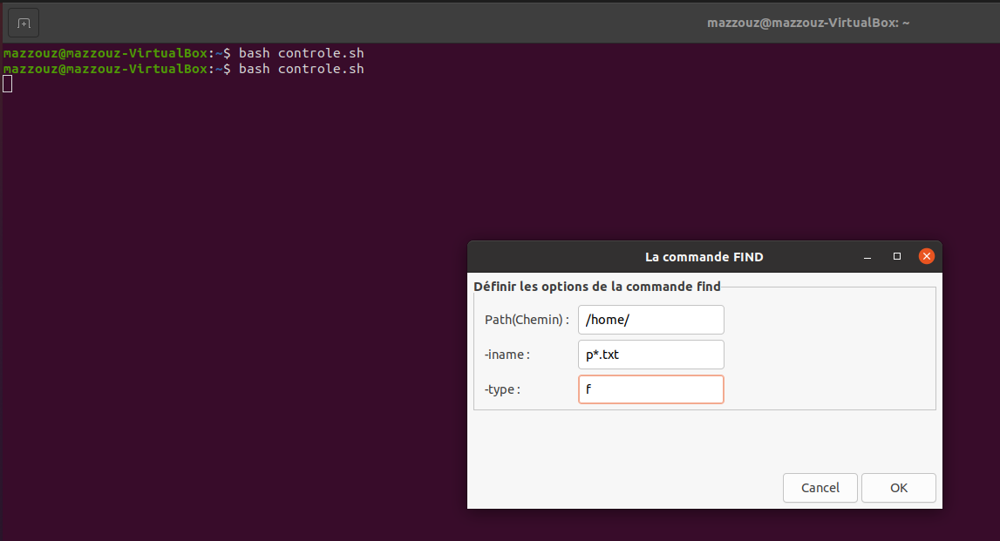 mazzouz@mazzouz-VirtualBox: ~
mazzouz@mazzouz-VirtualBox:~$ bash controle.sh
mazzouz@mazzouz-VirtualBox:~$ bash controle.sh
La commande FIND
Définir les options de la commande find
Path(Chemin) : /home/
-iname : p*.txt
-type : f
Cancel OK